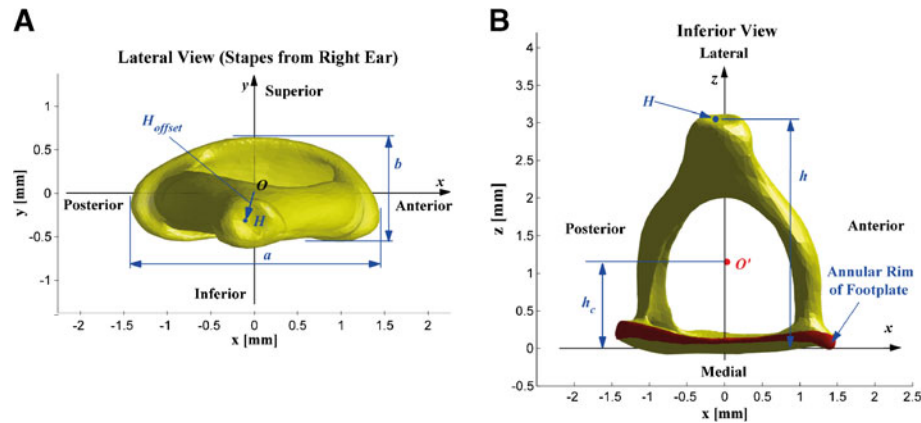 A
Lateral View (Stapes from Right Ear)
y
Superior
1
H offset
0.5
b
O
x
0
Posterior
Anterior
H
-0.5
a
-1
Inferior
y [mm]
-2 -1.5 -1 -0.5 0 0.5 1 1.5 2
x [mm]
B
Inferior View
Lateral
4
z
3.5
H
3
2.5
h
2
Posterior
Anterior
1.5
O'
Annular Rim
of Footplate
1
h c
0.5
x
0
Medial
-0.5
z [mm]
-2 -1.5 -1 -0.5 0 0.5 1 1.5 2 2.5
x [mm]